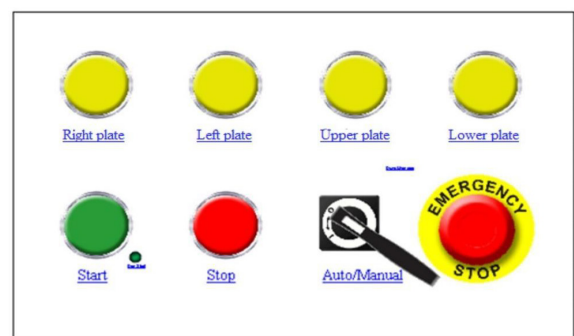 Right plate
Left plate
Upper plate
Lower plate
EMERGENCY
STOP
Start
Stop
Auto/Manual